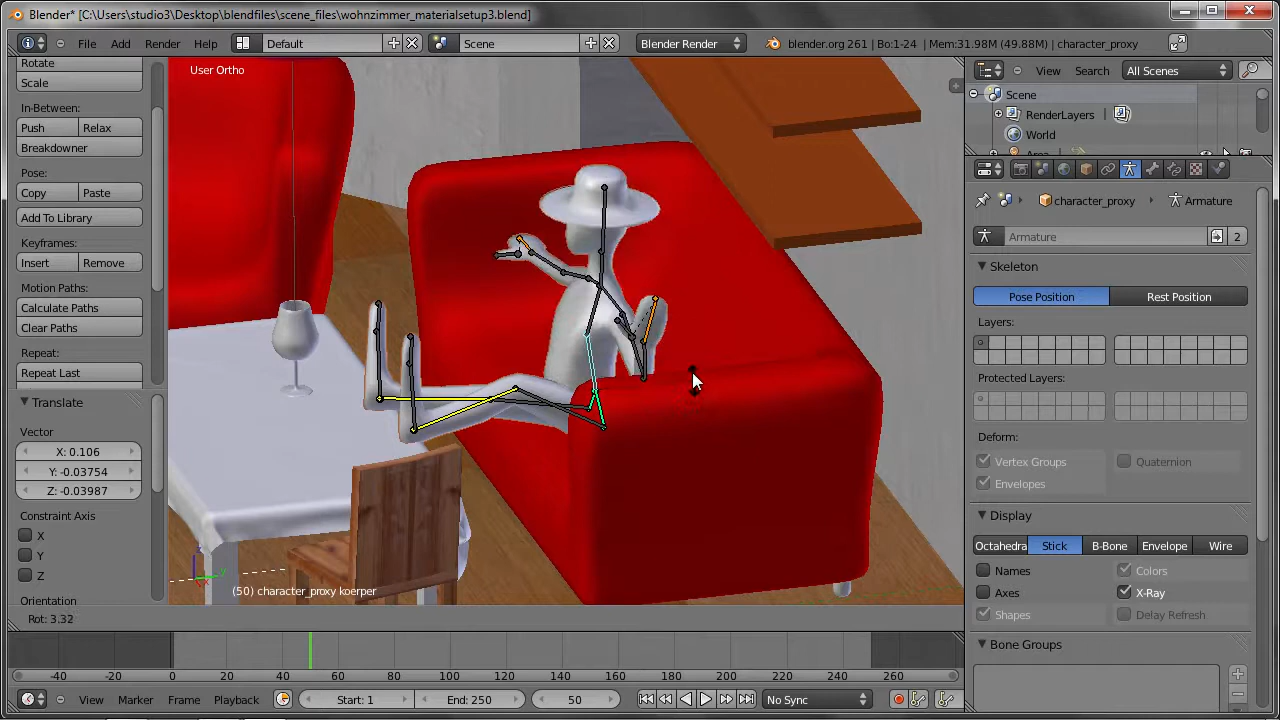 Blender* [C:\Users\studio3\Desktop\blendfiles\scene_files\wohnzimmer_materialsetup3.blend]
File Add Render Help Default Scene Blender Render blender.org 261 | Bo:1-24 | Mem:31.98M (49.88M) | character_proxy
Rotate
Scale
In-Between:
Push Relax
Breakdowner
Pose:
Copy Paste
Add To Library
Keyframes:
Insert Remove
Motion Paths:
Calculate Paths
Clear Paths
Repeat:
Repeat Last
Translate
Vector
X: 0.106
Y: -0.03754
Z: -0.03987
Constraint Axis
X
Y
Z
Orientation
User Ortho
(50) character_proxy koerper
Rot: 3.32
View Search All Scenes
Scene
RenderLayers
World
character_proxy Armature
Armature 2
Skeleton
Pose Position Rest Position
Layers:
Protected Layers:
Deform:
Vertex Groups Quaternion
Envelopes
Display
Octahedra Stick B-Bone Envelope Wire
Names Colors
Axes X-Ray
Shapes Delay Refresh
Bone Groups
-40 -20 0 20 40 60 80 100 120 140 160 180 200 220 240 260
View Marker Frame Playback Start: 1 End: 250 50 No Sync